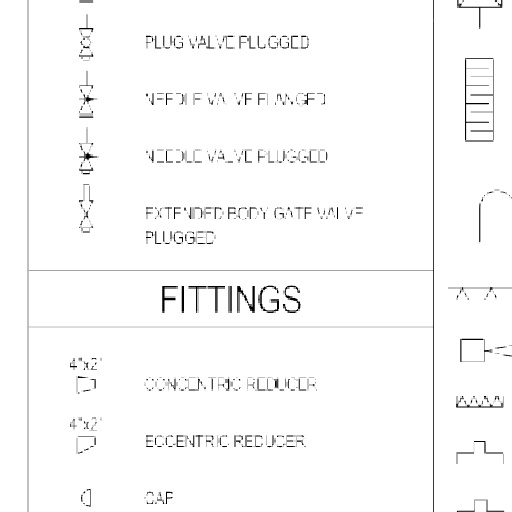 PLUG VALVE PLUGGED
NEEDLE VALVE FLANGED
NEEDLE VALVE PLUGGED
EXTENDED BODY GATE VALVE
PLUGGED
FITTINGS
4"x2"
CONCENTRIC REDUCER
4"x2"
ECCENTRIC REDUCER
CAP